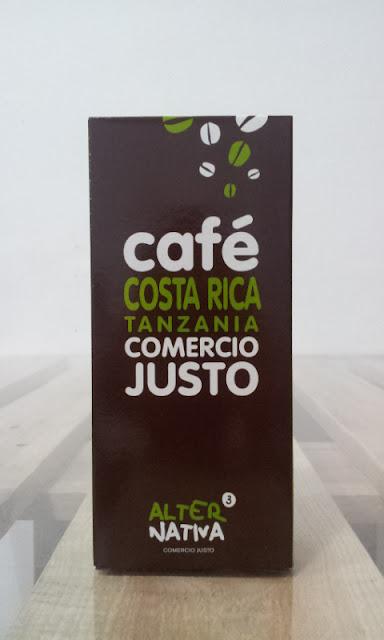 café
COSTA RICA
TANZANIA
COMERCIO
JUSTO
ALTER 3
NATIVA
COMERCIO JUSTO